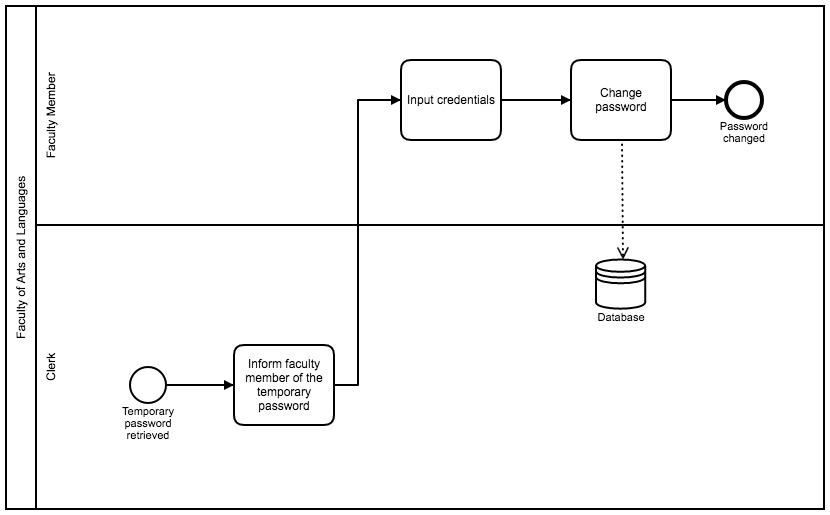 Faculty of Arts and Languages
Faculty Member
Input credentials
Change
password
Password
changed
Clerk
Database
Inform faculty
member of the
temporary
password
Temporary
password
retrieved